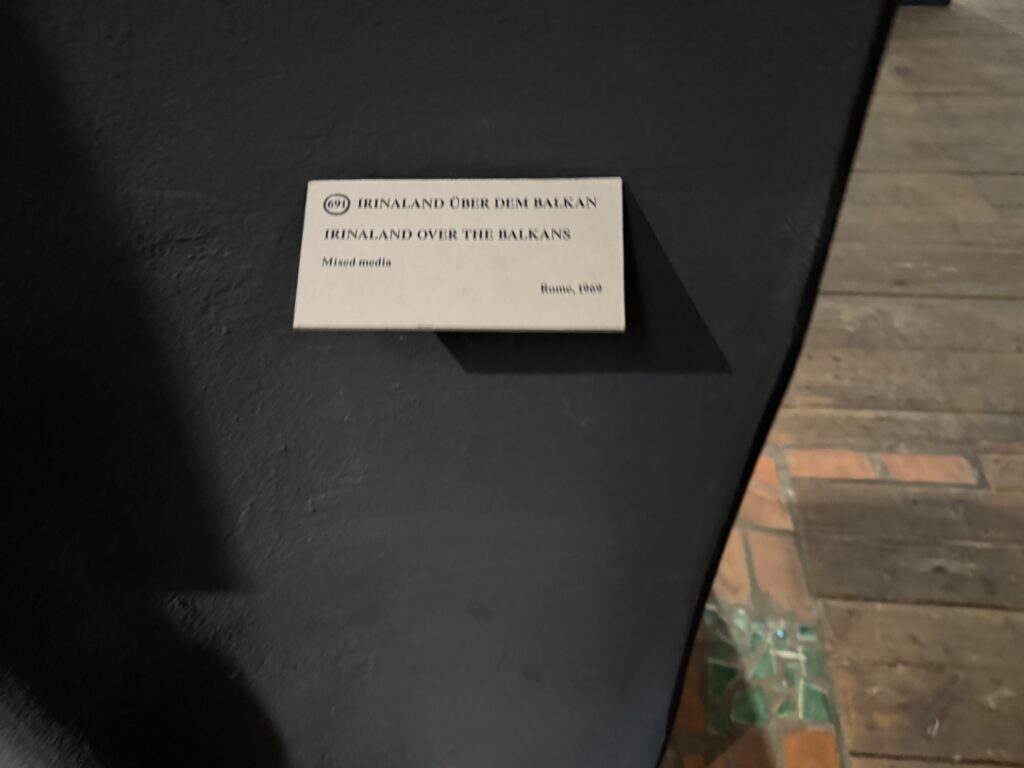 691 IRINALAND ÜBER DEM BALKAN
IRINALAND OVER THE BALKANS
Mixed media
Rome, 1969